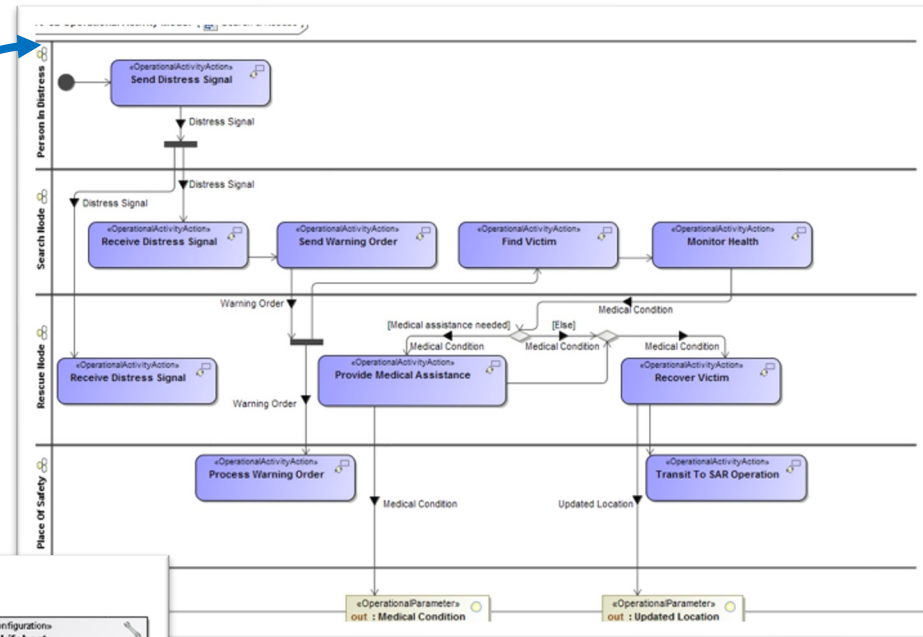 Person In Distress
«OperationalActivityAction»
Send Distress Signal
Distress Signal
Distress Signal
Distress Signal
Search Node
«OperationalActivityAction»
Receive Distress Signal
«OperationalActivityAction»
Send Warning Order
«OperationalActivityAction»
Find Victim
«OperationalActivityAction»
Monitor Health
Warning Order
Medical Condition
[Medical assistance needed]
[Else]
Medical Condition
Medical Condition
Medical Condition
Rescue Node
«OperationalActivityAction»
Receive Distress Signal
«OperationalActivityAction»
Provide Medical Assistance
«OperationalActivityAction»
Recover Victim
Warning Order
Place Of Safety
«OperationalActivityAction»
Process Warning Order
«OperationalActivityAction»
Transit To SAR Operation
Medical Condition
Updated Location
«OperationalParameter»
out : Medical Condition
«OperationalParameter»
out : Updated Location